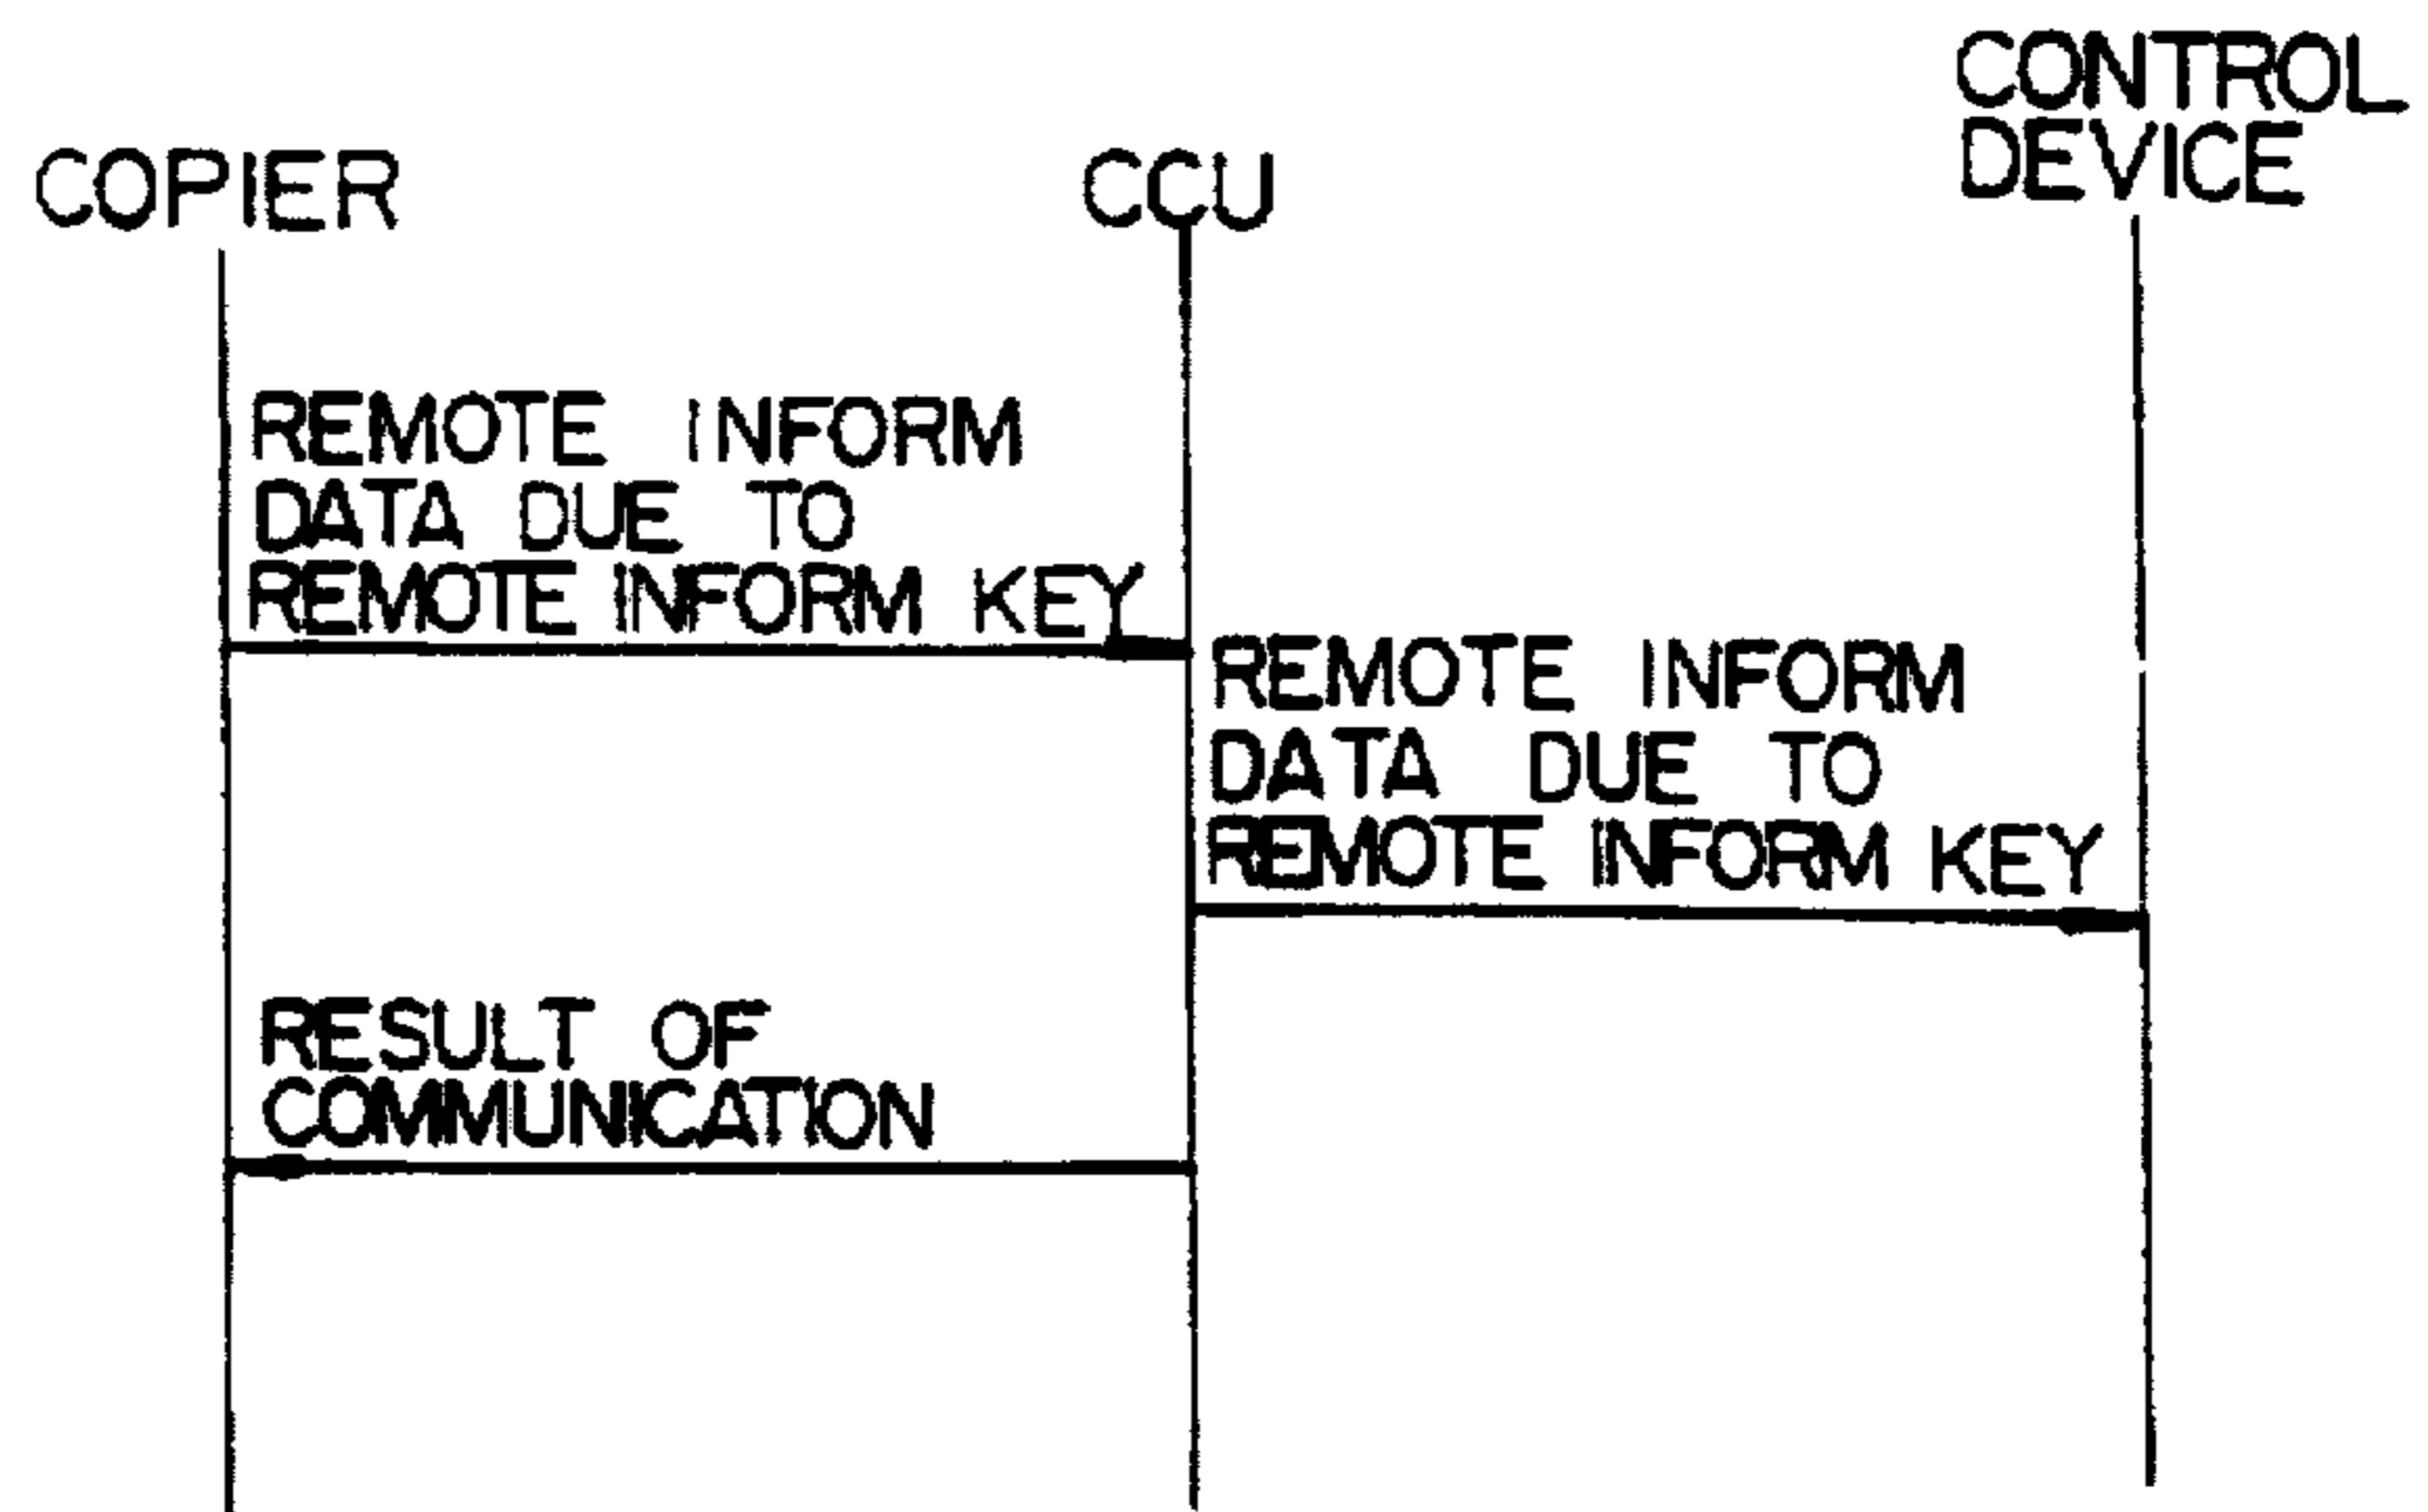 CONTROL
DEVICE
COPIER
CCU
REMOTE INFORM
DATA DUE TO
REMOTE INFORM KEY
REMOTE INFORM
DATA DUE TO
REMOTE INFORM KEY
RESULT OF
COMMUNICATION